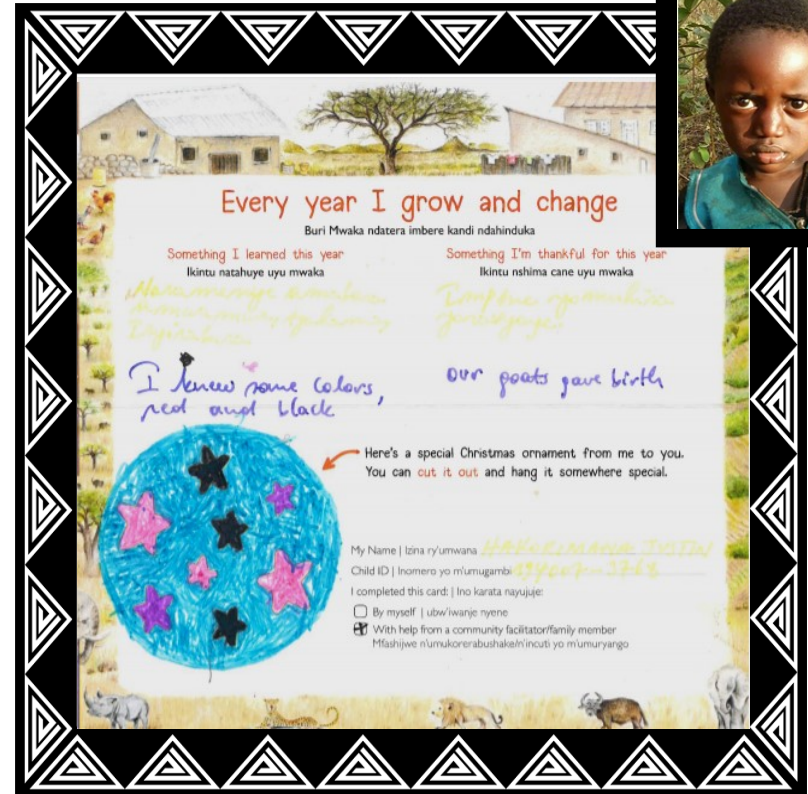 Every year I grow and change
Buri Mwaka ndatera imbere kandi ndahinduka
Something I learned this year
Ikintu natahuye uyu mwaka
I knew some colors,
red and black
Something I'm thankful for this year
Ikintu nshima cane uyu mwaka
our goats gave birth
Here's a special Christmas ornament from me to you.
You can cut it out and hang it somewhere special.
My Name | Izina ry'umwana
Child ID | Inomero yo m'umugambi
I completed this card: | Ino karata nayujuje:
By myself | ubw'iwanje nyene
With help from a community facilitator/family member
Mfashijwe n'umukorerabushake/n'incuti yo m'umuryango